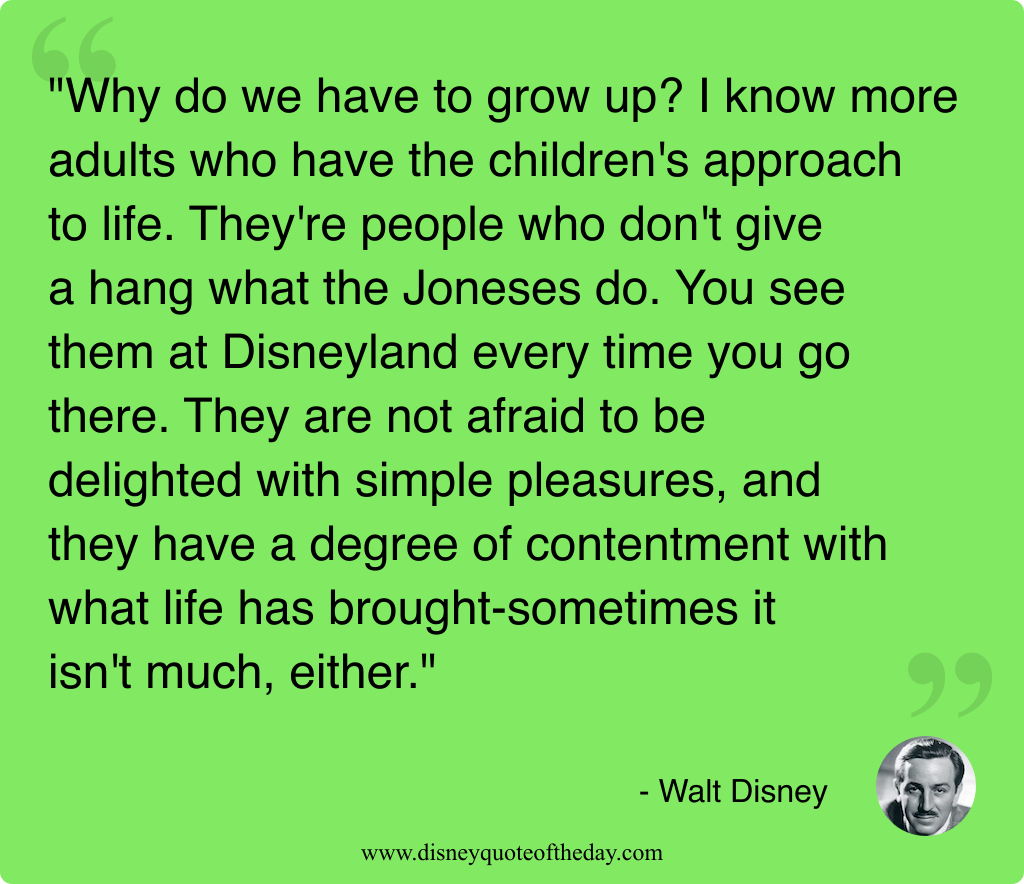 "Why do we have to grow up? I know more
adults who have the children's approach
to life. They're people who don't give
a hang what the Joneses do. You see
them at Disneyland every time you go
there. They are not afraid to be
delighted with simple pleasures, and
they have a degree of contentment with
what life has brought-sometimes it
isn't much, either."
- Walt Disney
www.disneyquoteoftheday.com